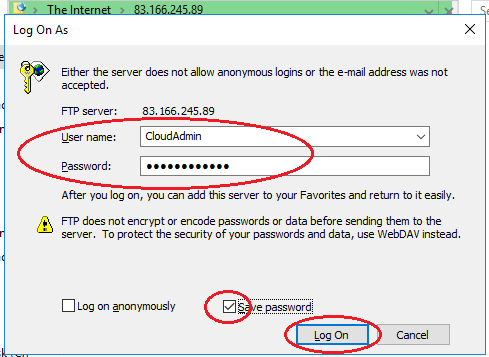 The Internet 83.166.245.89
Log On As
Either the server does not allow anonymous logins or the e-mail address was not
accepted.
FTP server: 83.166.245.89
User name: CloudAdmin
Password: ●●●●●●●●●●●●
After you log on, you can add this server to your Favorites and return to it easily.
FTP does not encrypt or encode passwords or data before sending them to the
server. To protect the security of your passwords and data, use WebDAV instead.
Log on anonymously
Save password
Log On
Cancel